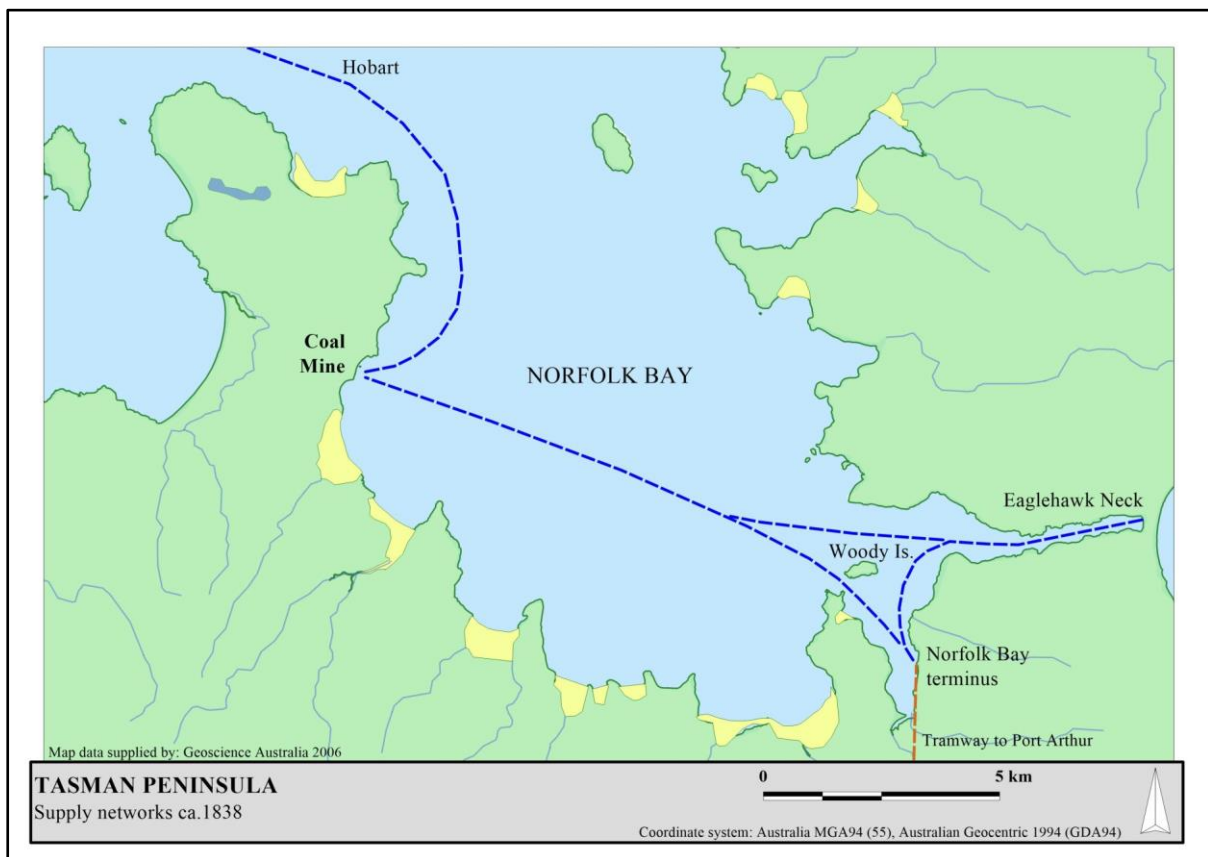 Hobart
Coal
Mine
NORFOLK BAY
Eaglehawk Neck
Woody Is.
Norfolk Bay
terminus
Tramway to Port Arthur
Map data supplied by: Geoscience Australia 2006
TASMAN PENINSULA
Supply networks ca.1838
0 5 km
Coordinate system: Australia MGA94 (55), Australian Geocentric 1994 (GDA94)